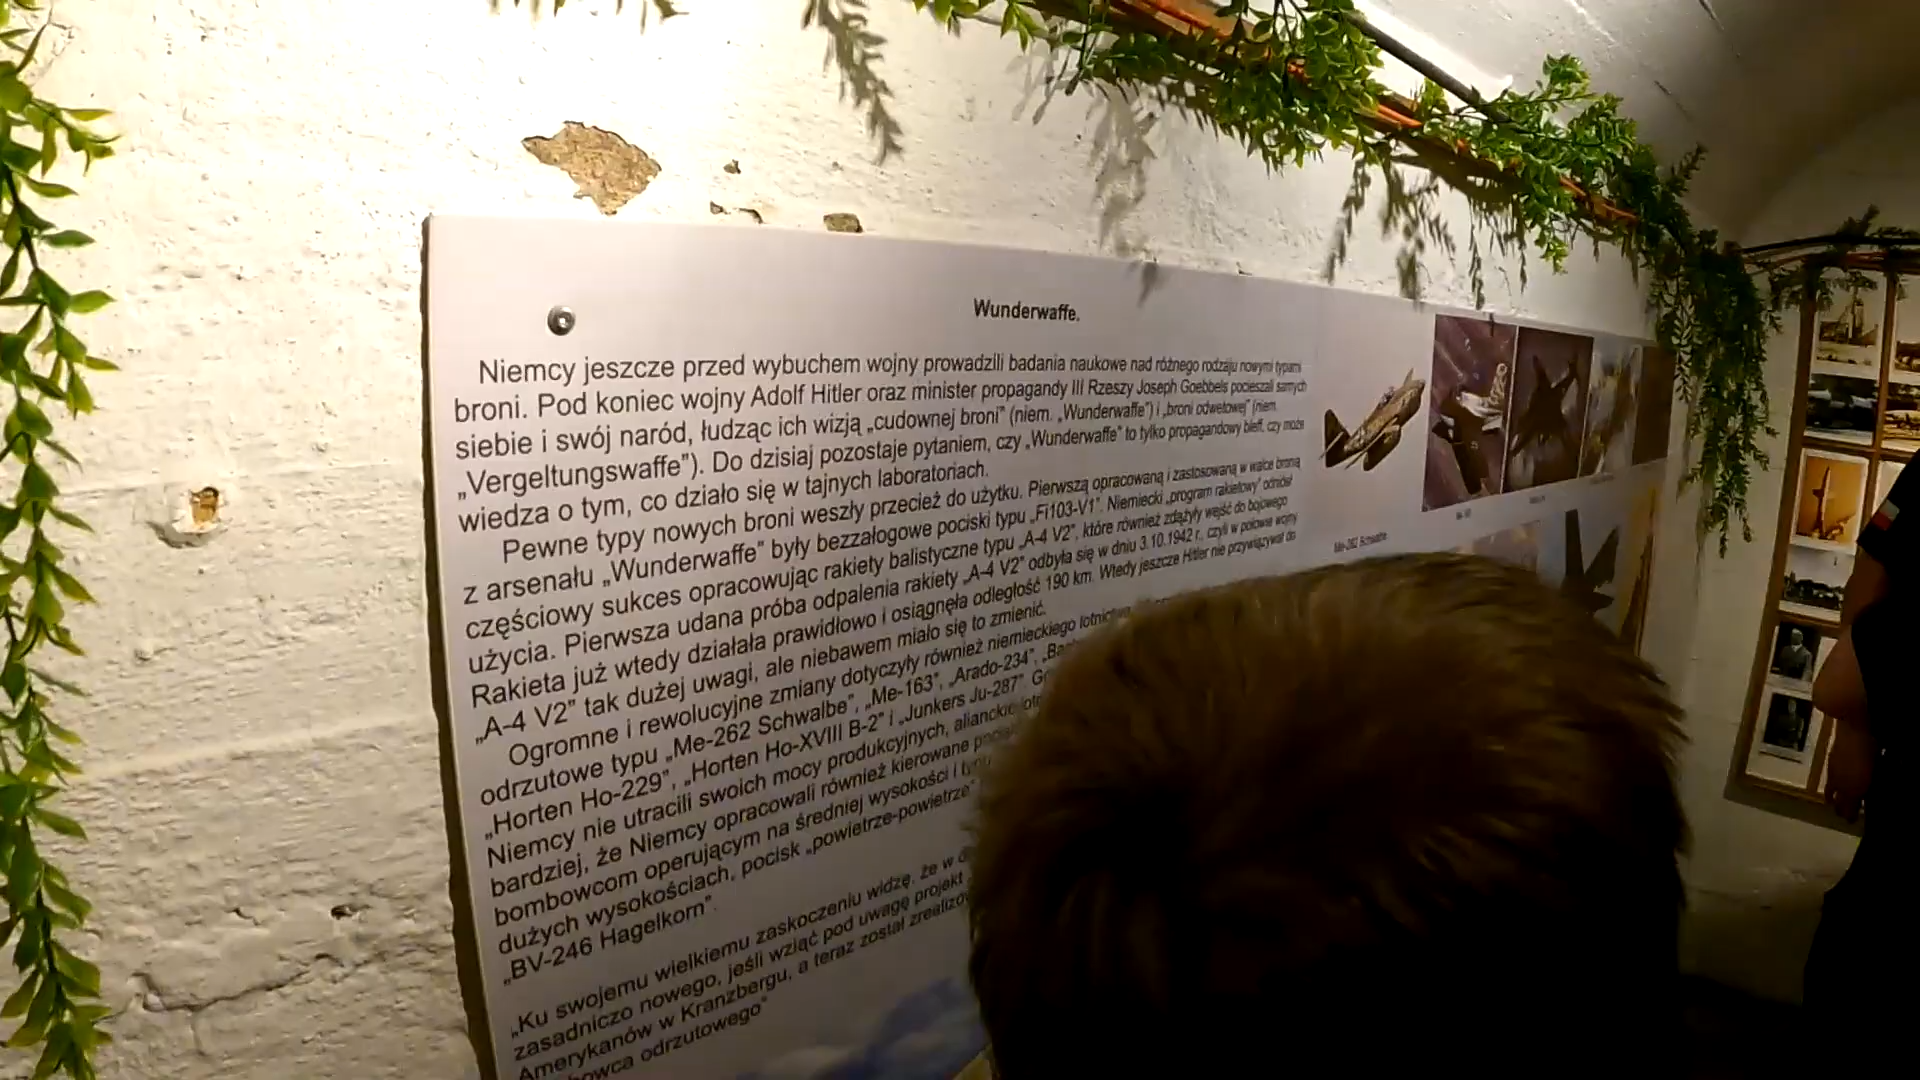 Wunderwaffe.
Niemcy jeszcze przed wybuchem wojny prowadzili badania naukowe nad różnego rodzaju nowymi typami
broni. Pod koniec wojny Adolf Hitler oraz minister propagandy III Rzeszy Joseph Goebbels pocieszali samych
siebie i swój naród, łudząc ich wizją „cudownej broni” (niem. „Wunderwaffe”) i „broni odwetowej” (niem.
„Vergeltungswaffe”). Do dzisiaj pozostaje pytaniem, czy „Wunderwaffe” to tylko propagandowy bleff, czy może
wiedza o tym, co działo się w tajnych laboratoriach.
Pewne typy nowych broni weszły przecież do użytku. Pierwszą opracowaną i zastosowaną w walce bronią
z arsenału „Wunderwaffe” były bezzałogowe pociski typu „Fi103-V1”. Niemiecki „program rakietowy” odniósł
częściowy sukces opracowując rakiety balistyczne typu „A-4 V2”, które również zdążyły wejść do bojowego
użycia. Pierwsza udana próba odpalenia rakiety „A-4 V2” odbyła się w dniu 3.10.1942 r., czyli w połowie wojny
Rakieta już wtedy działała prawidłowo i osiągnęła odległość 190 km. Wtedy jeszcze Hitler nie przywiązywał do
„A-4 V2” tak dużej uwagi, ale niebawem miało się to zmienić.
Ogromne i rewolucyjne zmiany dotyczyły również niemieckiego
odrzutowe typu „Me-262 Schwalbe”, „Me-163”, „Arado-234”,
„Horten Ho-229”, „Horten Ho-XVIII B-2” i „Junkers Ju-287”.
Niemcy nie utracili swoich mocy produkcyjnych, alianckie
bardziej, że Niemcy opracowali również kierowane
bombowcom operującym na średniej wysokości i
dużych wysokościach, pocisk „powietrze-powietrze”
„BV-246 Hagelkorn”.
„Ku swojemu wielkiemu zaskoczeniu widzę, że w
zasadniczo nowego, jeśli wziąć pod uwagę projekt
Amerykanów w Kranzbergu, a teraz został
odrzutowego”
Me-262 Schwalbe